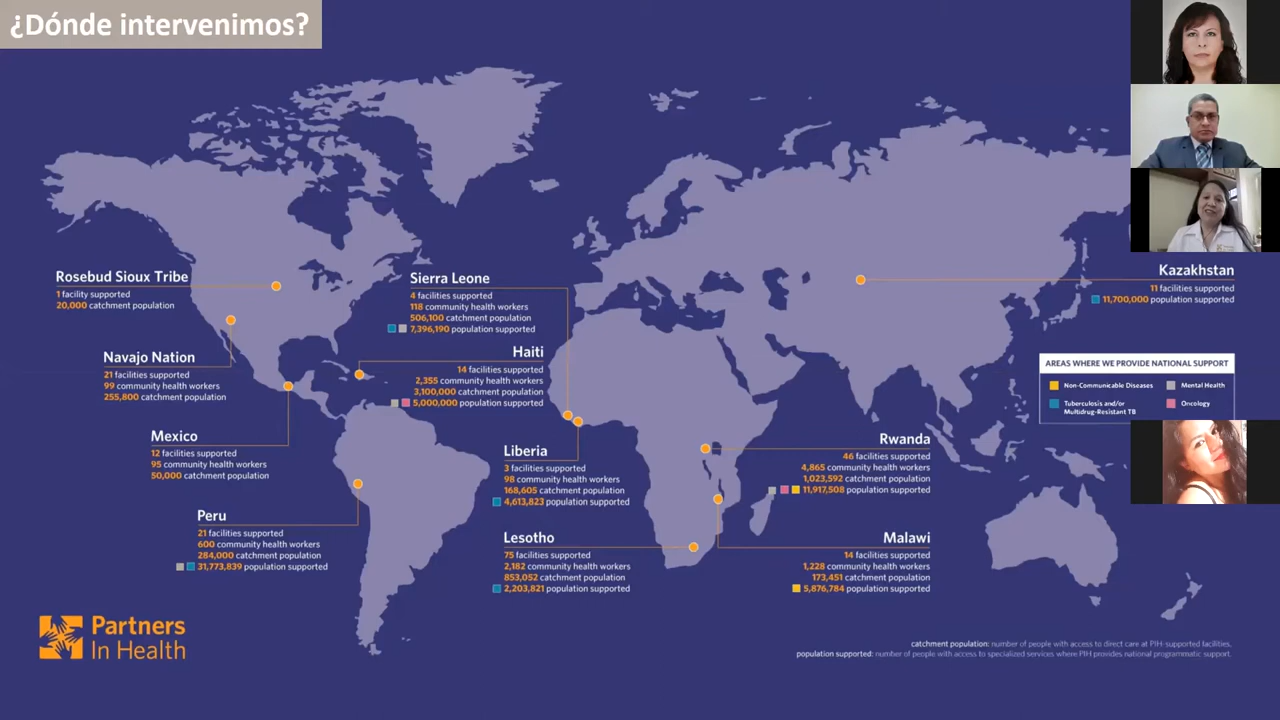 ¿Dónde intervenimos?
Rosebud Sioux Tribe
1 facility supported
20,000 catchment population
Navajo Nation
21 facilities supported
99 community health workers
255,800 catchment population
Mexico
12 facilities supported
95 community health workers
50,000 catchment population
Peru
21 facilities supported
600 community health workers
284,000 catchment population
31,773,839 population supported
Sierra Leone
4 facilities supported
118 community health workers
506,100 catchment population
7,396,190 population supported
Haiti
14 facilities supported
2,355 community health workers
3,100,000 catchment population
5,000,000 population supported
Liberia
3 facilities supported
98 community health workers
168,605 catchment population
4,613,823 population supported
Lesotho
75 facilities supported
2,182 community health workers
853,052 catchment population
2,203,821 population supported
Rwanda
46 facilities supported
4,865 community health workers
1,023,592 catchment population
11,917,508 population supported
Malawi
14 facilities supported
1,228 community health workers
173,451 catchment population
5,876,784 population supported
Kazakhstan
11 facilities supported
11,700,000 population supported
AREAS WHERE WE PROVIDE NATIONAL SUPPORT
Non-Communicable Diseases
Mental Health
Tuberculosis and/or
Multidrug-Resistant TB
Oncology
Partners
In Health
catchment population: number of people with access to direct care at PIH-supported facilities.
population supported: number of people with access to specialized services where PIH provides national programmatic support.